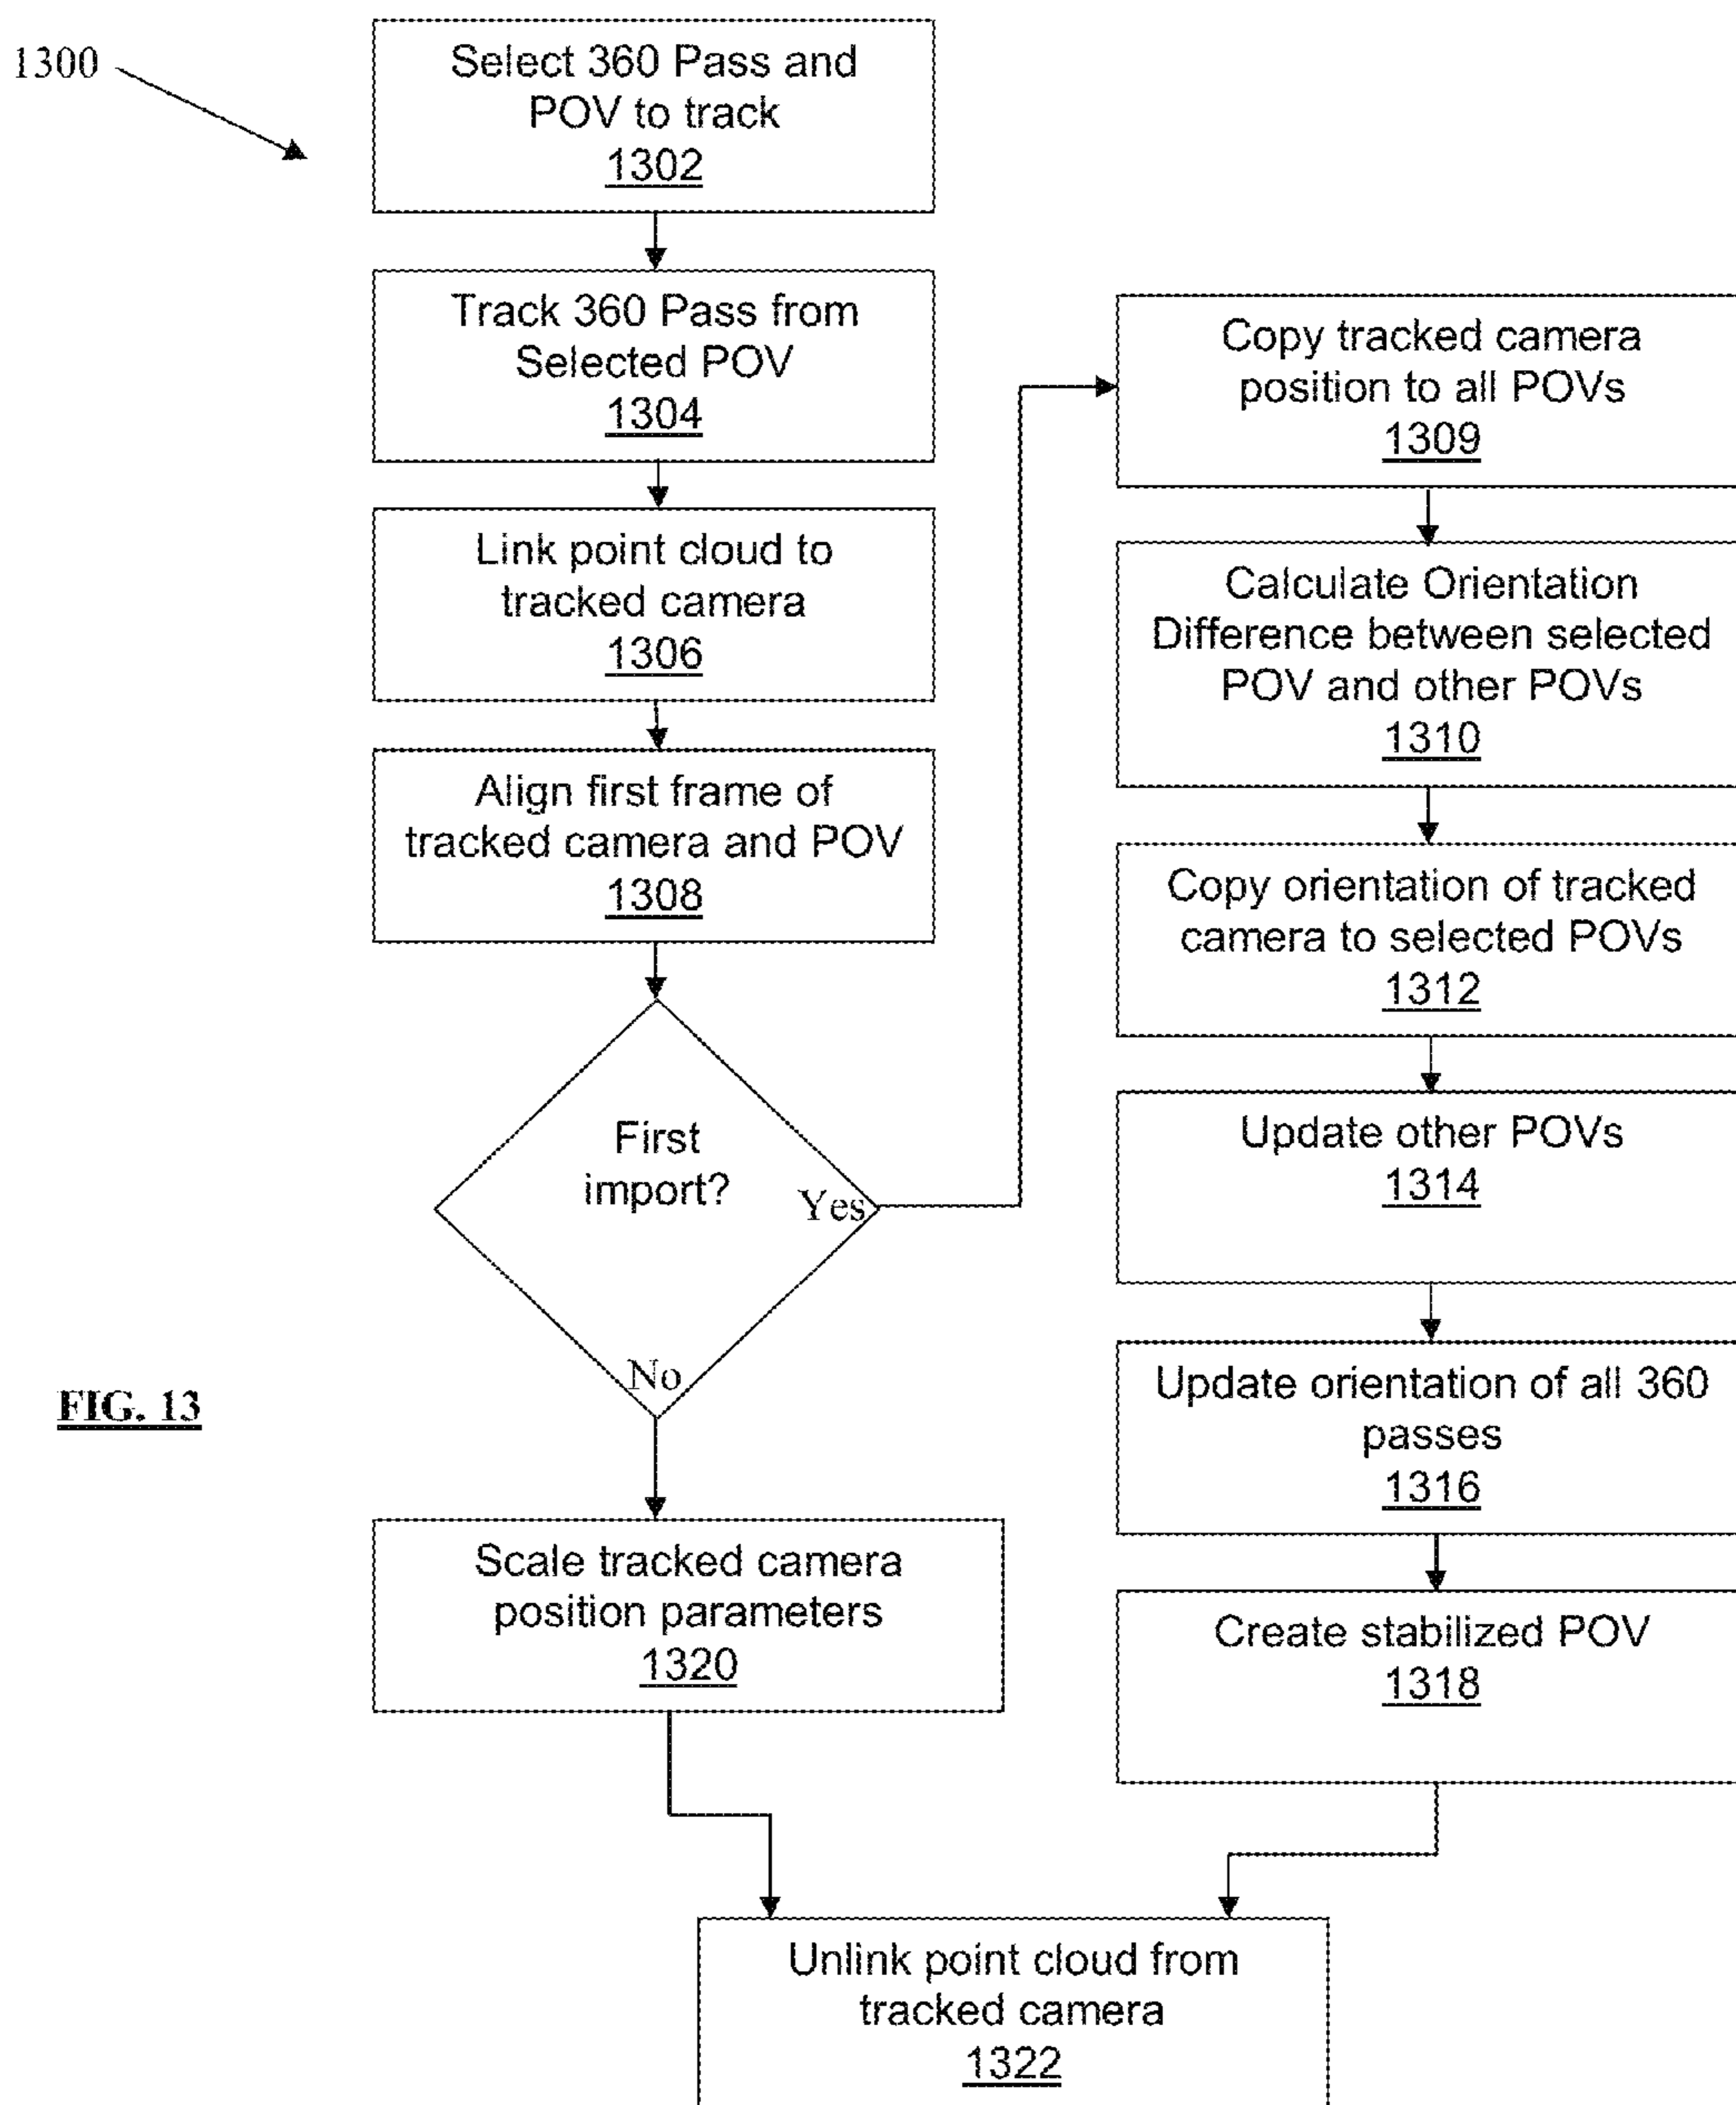 1300
Select 360 Pass and
POV to track
1302
Track 360 Pass from
Selected POV
1304
Link point cloud to
tracked camera
1306
Align first frame of
tracked camera and POV
1308
First
import?
Yes
No
Copy tracked camera
position to all POVs
1309
Calculate Orientation
Difference between selected
POV and other POVs
1310
Copy orientation of tracked
camera to selected POVs
1312
Update other POVs
1314
Update orientation of all 360
passes
1316
Create stabilized POV
1318
FIG. 13
Scale tracked camera
position parameters
1320
Unlink point cloud from
tracked camera
1322